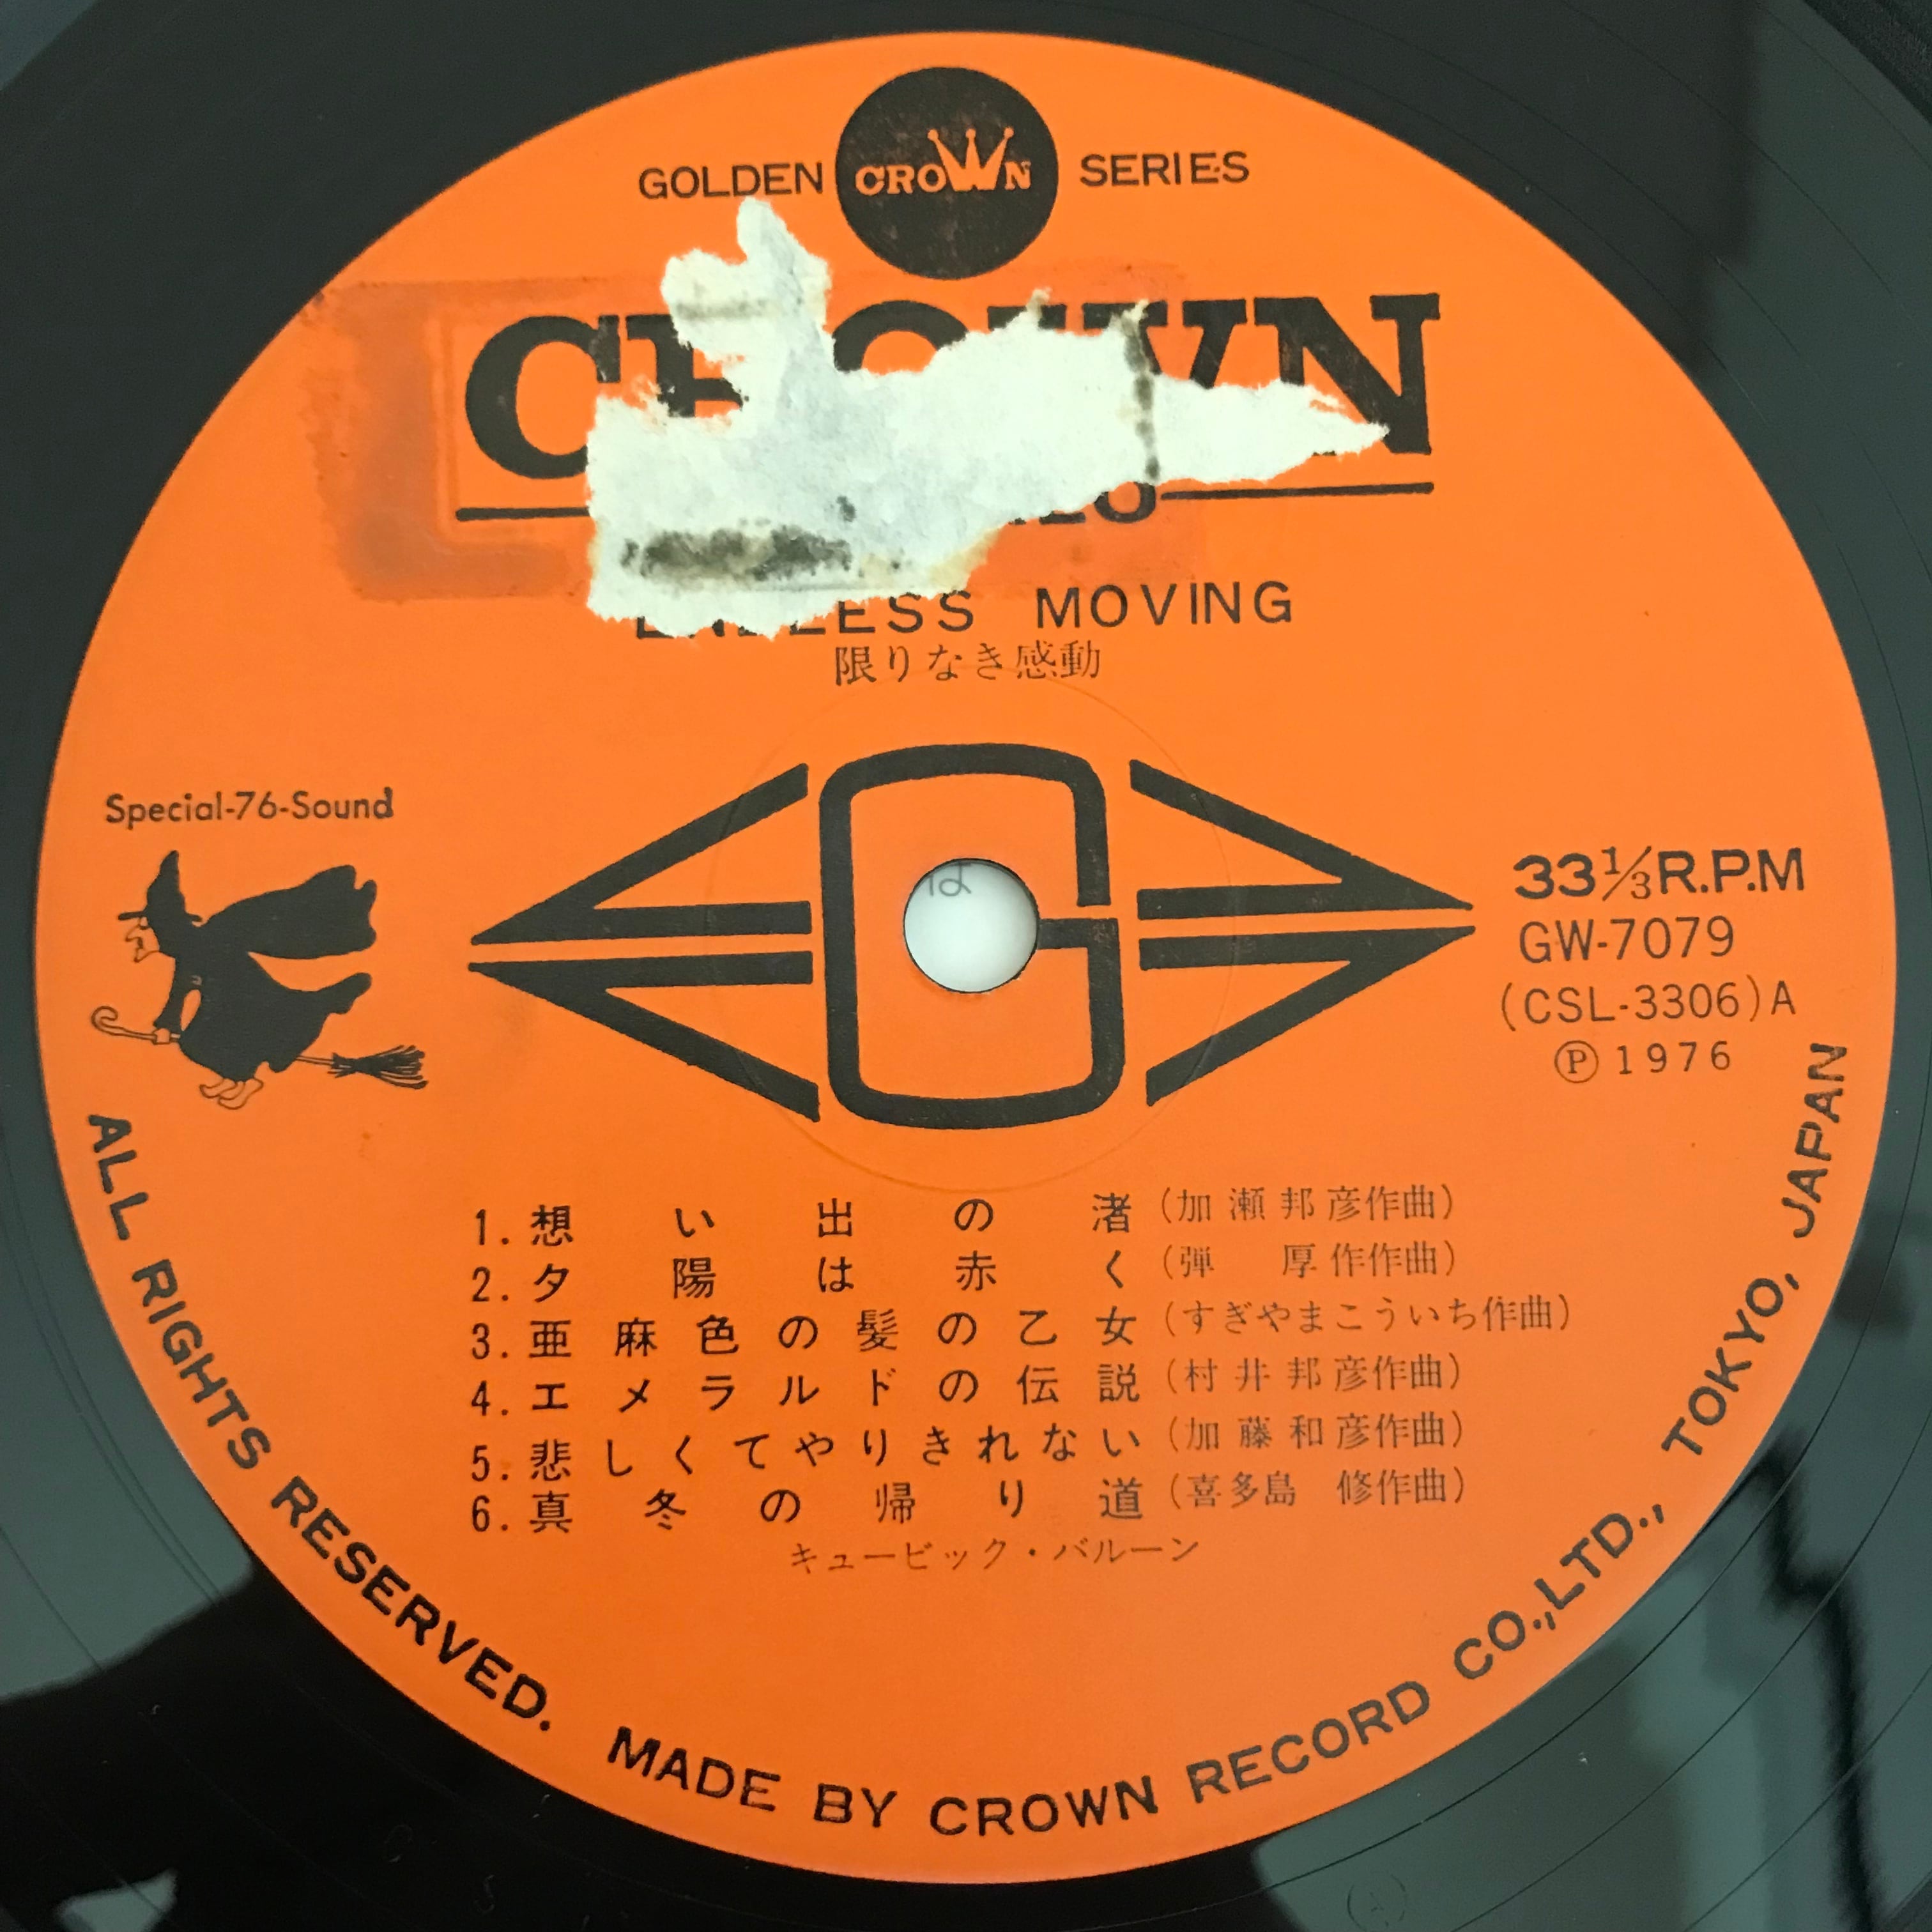 GOLDEN CROWN SERIES
MOVING
限りなき感動
Special-76-Sound
33⅓R.P.M
GW-7079
(CSL-3306)A
Ⓟ1976
1. 想い出の渚 (加瀬邦彦作曲)
2. 夕陽は赤く (弾 厚作作曲)
3. 亜麻色の髪の乙女 (すぎやまこういち作曲)
4. エメラルドの伝説 (村井邦彦作曲)
5. 悲しくてやりきれない (加藤和彦作曲)
6. 真冬の帰り道 (喜多島 修作曲)
キュービック・バルーン
ALL RIGHTS RESERVED. MADE BY CROWN RECORD CO.,LTD., TOKYO, JAPAN